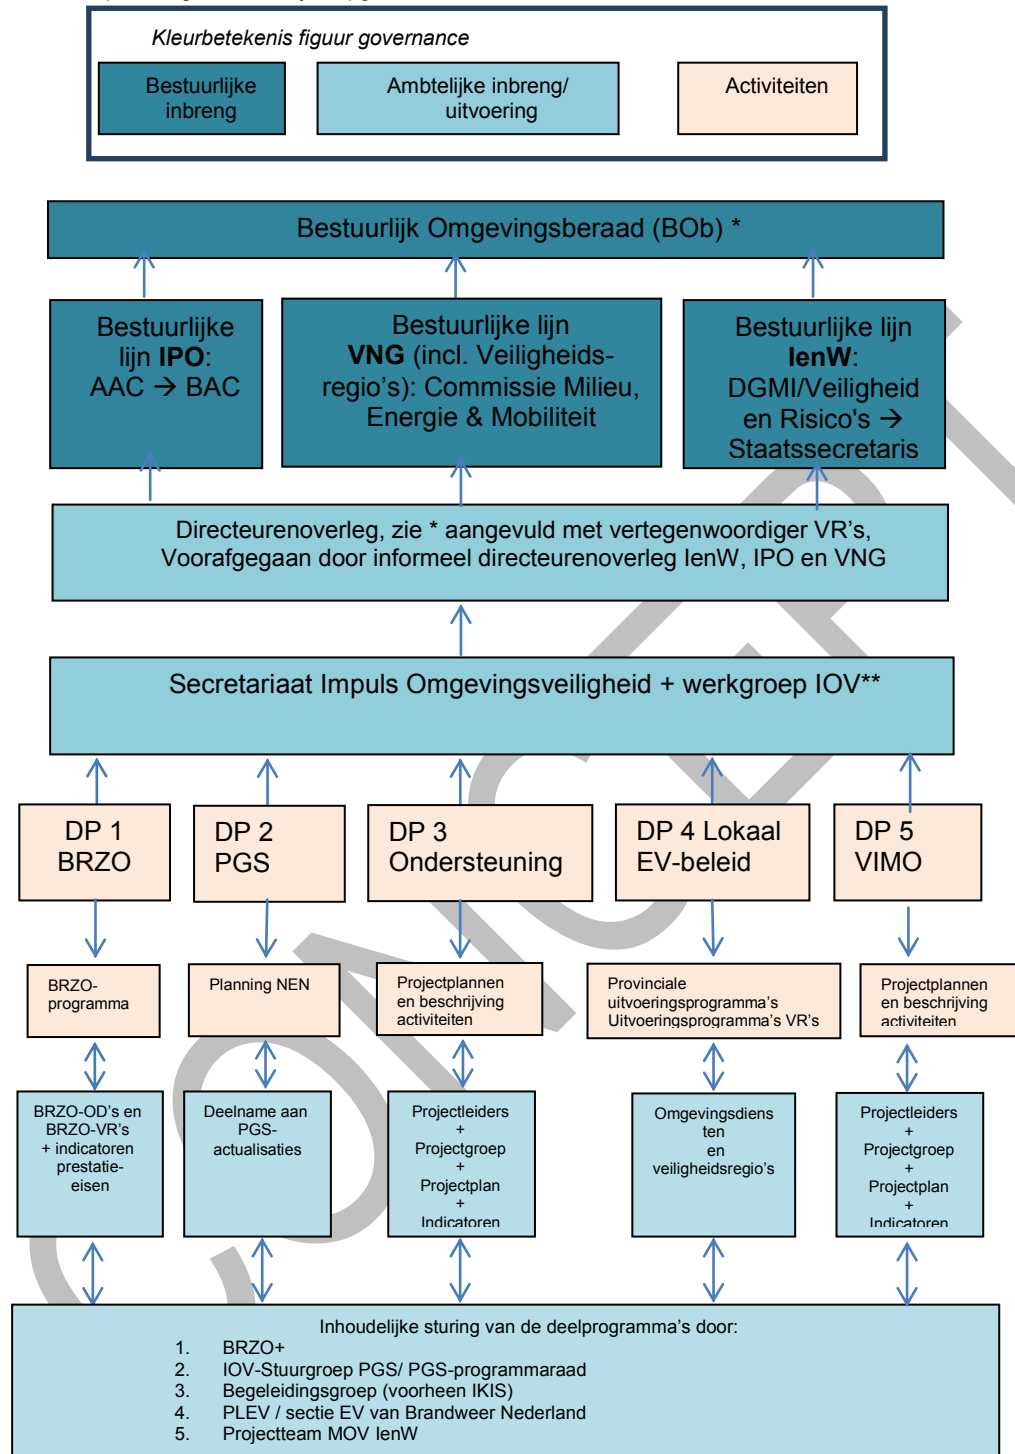 Kleurbetekenis figuur governance
Bestuurlijke
inbreng
Ambtelijke inbreng/
uitvoering
Activiteiten
Bestuurlijk Omgevingsberaad (BOb) *
Bestuurlijke
lijn IPO:
AAC → BAC
Bestuurlijke lijn
VNG (incl. Veiligheids-
regio's): Commissie Milieu,
Energie & Mobiliteit
Bestuurlijke lijn
IenW:
DGMI/Veiligheid
en Risico's →
Staatssecretaris
Directeurenoverleg, zie * aangevuld met vertegenwoordiger VR's,
Voorafgegaan door informeel directeurenoverleg IenW, IPO en VNG
Secretariaat Impuls Omgevingsveiligheid + werkgroep IOV**
DP 1
BRZO
DP 2
PGS
DP 3
Ondersteuning
DP 4 Lokaal
EV-beleid
DP 5
VIMO
BRZO-
programma
Planning NEN
Projectplannen
en beschrijving
activiteiten
Provinciale
uitvoeringsprogramma's
Uitvoeringsprogramma's VR's
Projectplannen
en beschrijving
activiteiten
BRZO-OD's en
BRZO-VR's
+ indicatoren
prestatie-
eisen
Deelname aan
PGS-
actualisaties
Projectleiders
+
Projectgroep
+
Projectplan
+
Indicatoren
Omgevingsdiens
ten
en
veiligheidsregio's
Projectleiders
+
Projectgroep
+
Projectplan
+
Indicatoren
Inhoudelijke sturing van de deelprogramma's door:
1. BRZO+
2. IOV-Stuurgroep PGS/ PGS-programmaraad
3. Begeleidingsgroep (voorheen IKIS)
4. PLEV / sectie EV van Brandweer Nederland
5. Projectteam MOV IenW
CONCEPT